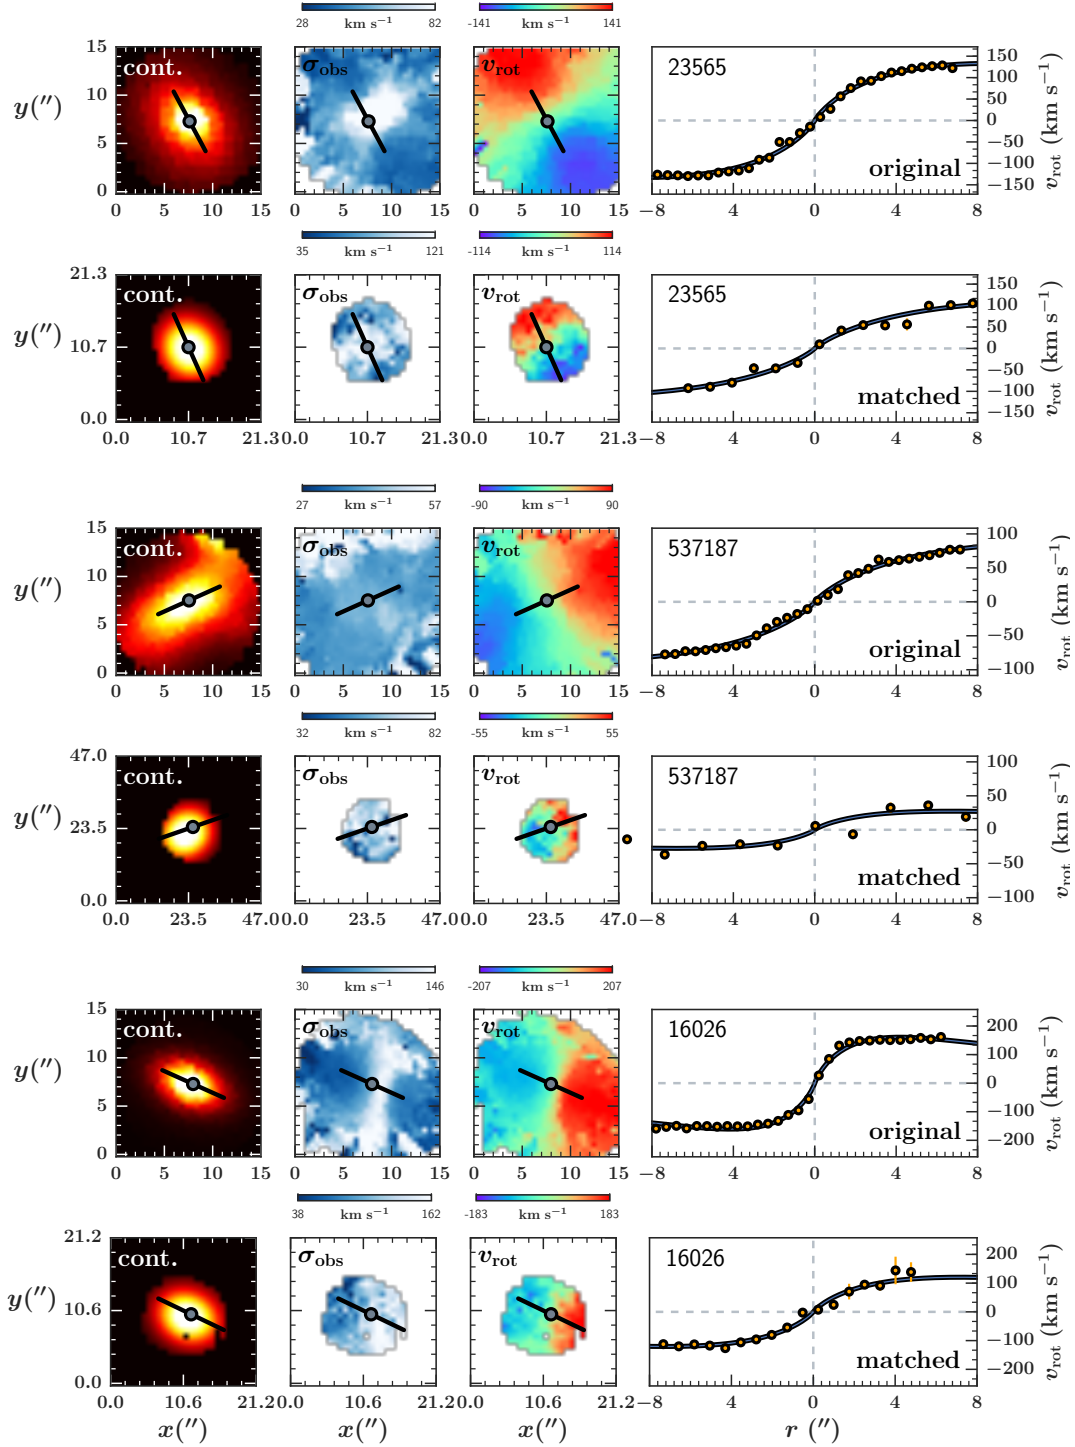 28 km s⁻¹ 82 -141 km s⁻¹ 141
15 cont. σobs vrot 23565 150
10 100
y(″) 50
5 0
-50
original -100
0 -150
vrot (km s⁻¹)
0 5 10 15 0 5 10 15 0 5 10 15 −8 4 0 4 8
35 km s⁻¹ 121 -114 km s⁻¹ 114
21.3 cont. σobs vrot 23565 150
100
y(″) 10.7 50
0
−50
matched −100
0.0 −150
vrot (km s⁻¹)
0.0 10.7 21.3 0.0 10.7 21.3 0.0 10.7 21.3 −8 4 0 4 8
27 km s⁻¹ 57 -90 km s⁻¹ 90
15 cont. σobs vrot 537187 100
10 50
y(″) 0
5 original −50
0 −100
vrot (km s⁻¹)
0 5 10 15 0 5 10 15 0 5 10 15 −8 4 0 4 8
32 km s⁻¹ 82 -55 km s⁻¹ 55
47.0 cont. σobs vrot 537187 100
50
y(″) 23.5 0
matched −50
0.0 −100
vrot (km s⁻¹)
0.0 23.5 47.0 0.0 23.5 47.0 0.0 23.5 47.0 −8 4 0 4 8
30 km s⁻¹ 146 -207 km s⁻¹ 207
15 cont. σobs vrot 16026 200
10 100
y(″) 0
5 −100
original −200
0
vrot (km s⁻¹)
0 5 10 15 0 5 10 15 0 5 10 15 −8 4 0 4 8
38 km s⁻¹ 162 -183 km s⁻¹ 183
21.2 cont. σobs vrot 16026 200
100
y(″) 10.6 0
−100
matched −200
0.0
vrot (km s⁻¹)
0.0 10.6 21.2 0.0 10.6 21.2 0.0 10.6 21.2 −8 4 0 4 8
x(″) x(″) x(″) r (″)